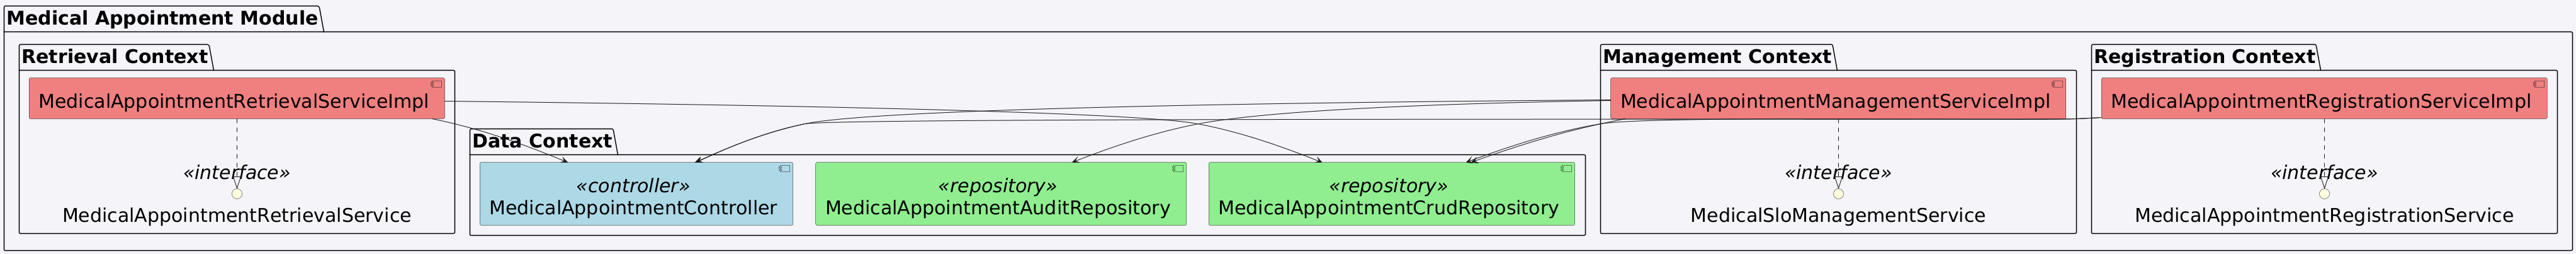 Medical Appointment Module
Retrieval Context
MedicalAppointmentRetrievalServiceImpl
«interface»
MedicalAppointmentRetrievalService
Data Context
«controller»
MedicalAppointmentController
«repository»
MedicalAppointmentAuditRepository
«repository»
MedicalAppointmentCrudRepository
Management Context
MedicalAppointmentManagementServiceImpl
«interface»
MedicalSloManagementService
Registration Context
MedicalAppointmentRegistrationServiceImpl
«interface»
MedicalAppointmentRegistrationService